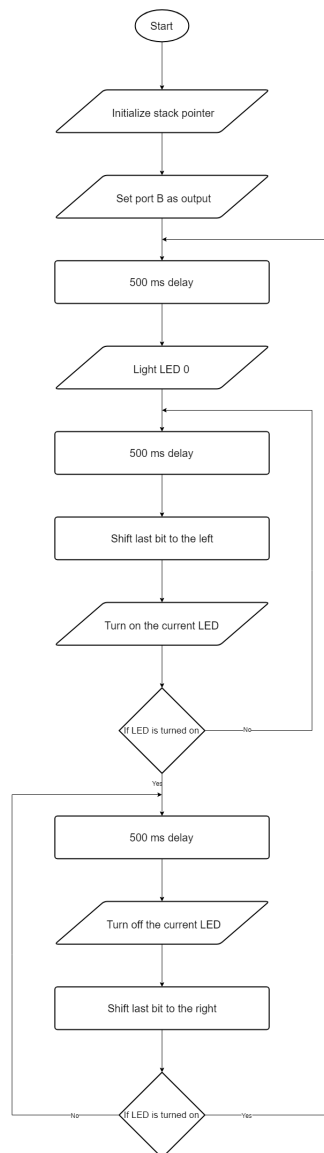 Start
Initialize stack pointer
Set port B as output
500 ms delay
Light LED 0
500 ms delay
Shift last bit to the left
Turn on the current LED
If LED is turned on
No
Yes
500 ms delay
Turn off the current LED
Shift last bit to the right
No
If LED is turned on
Yes